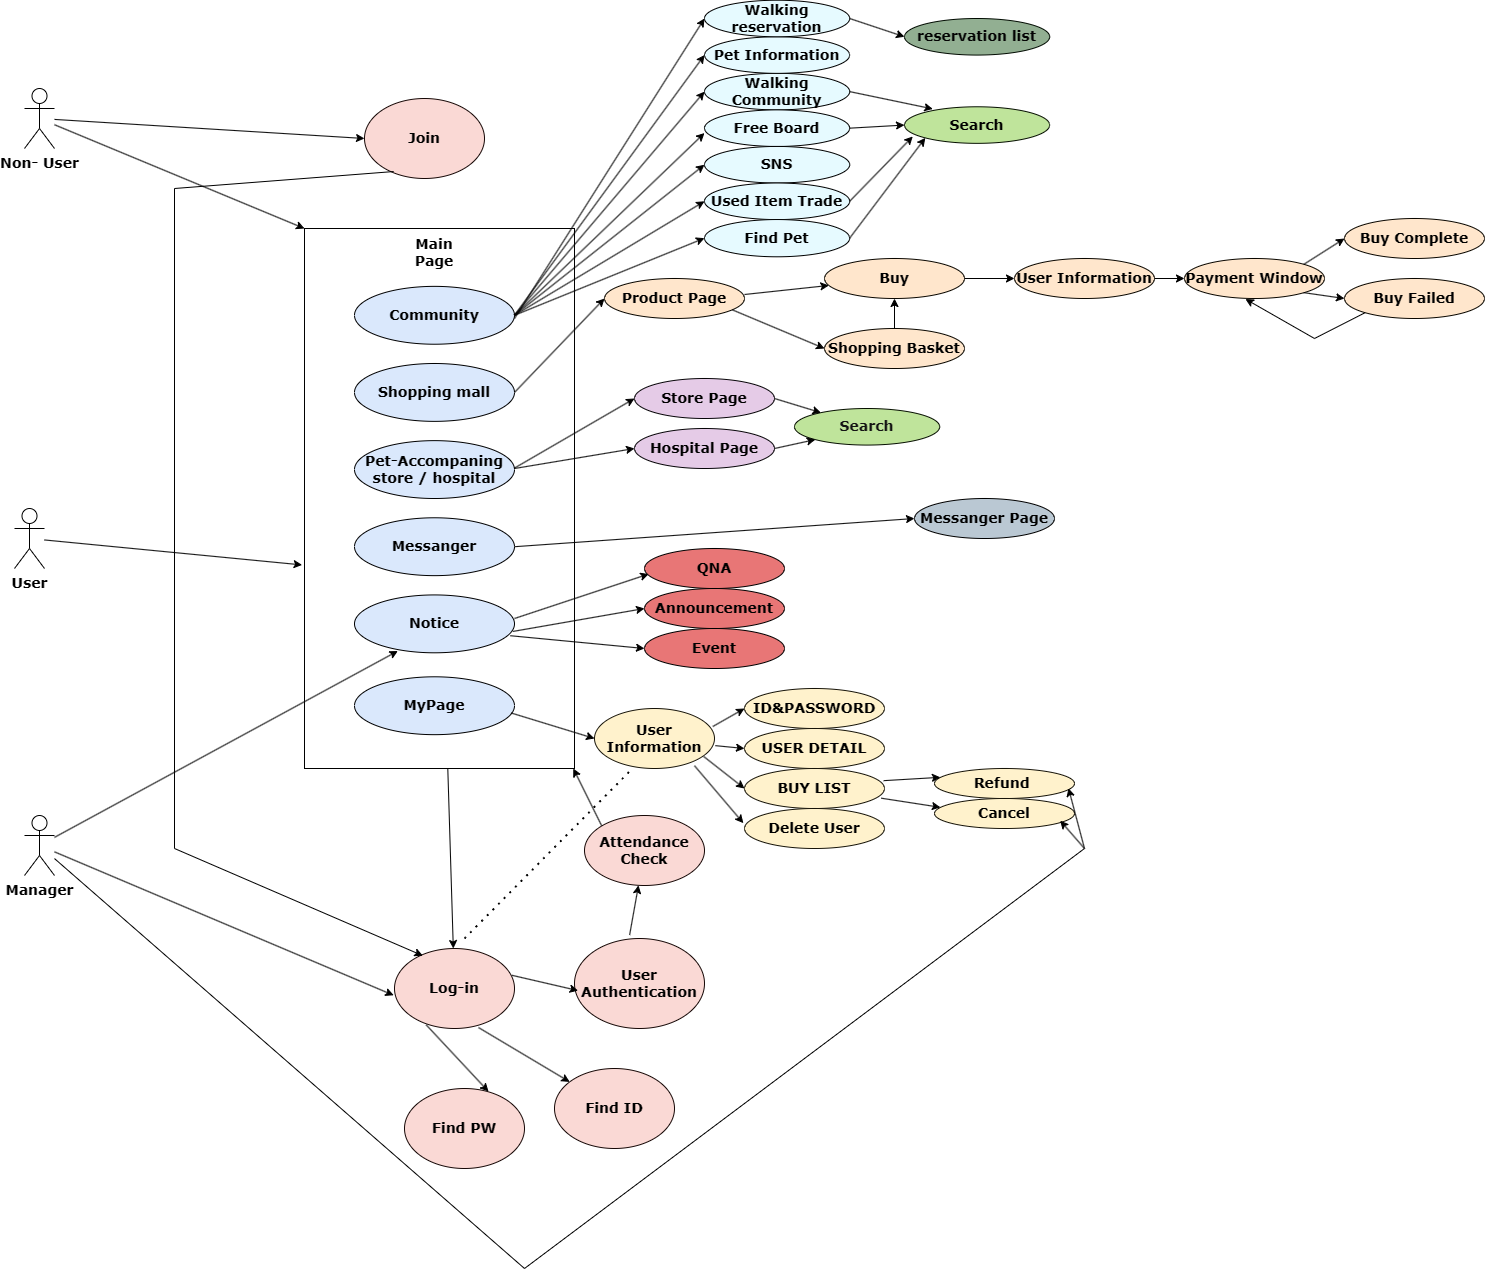 Walking
reservation
reservation list
Pet Information
Walking
Community
Free Board
Search
SNS
Used Item Trade
Find Pet
Non- User
Join
Main
Page
Community
Shopping mall
Pet-Accompaning
store / hospital
Messanger
Notice
MyPage
Product Page
Buy
User Information
Payment Window
Buy Complete
Buy Failed
Shopping Basket
Store Page
Hospital Page
Search
Messanger Page
User
QNA
Announcement
Event
User
Information
ID&PASSWORD
USER DETAIL
BUY LIST
Delete User
Refund
Cancel
Manager
Attendance
Check
Log-in
User
Authentication
Find PW
Find ID